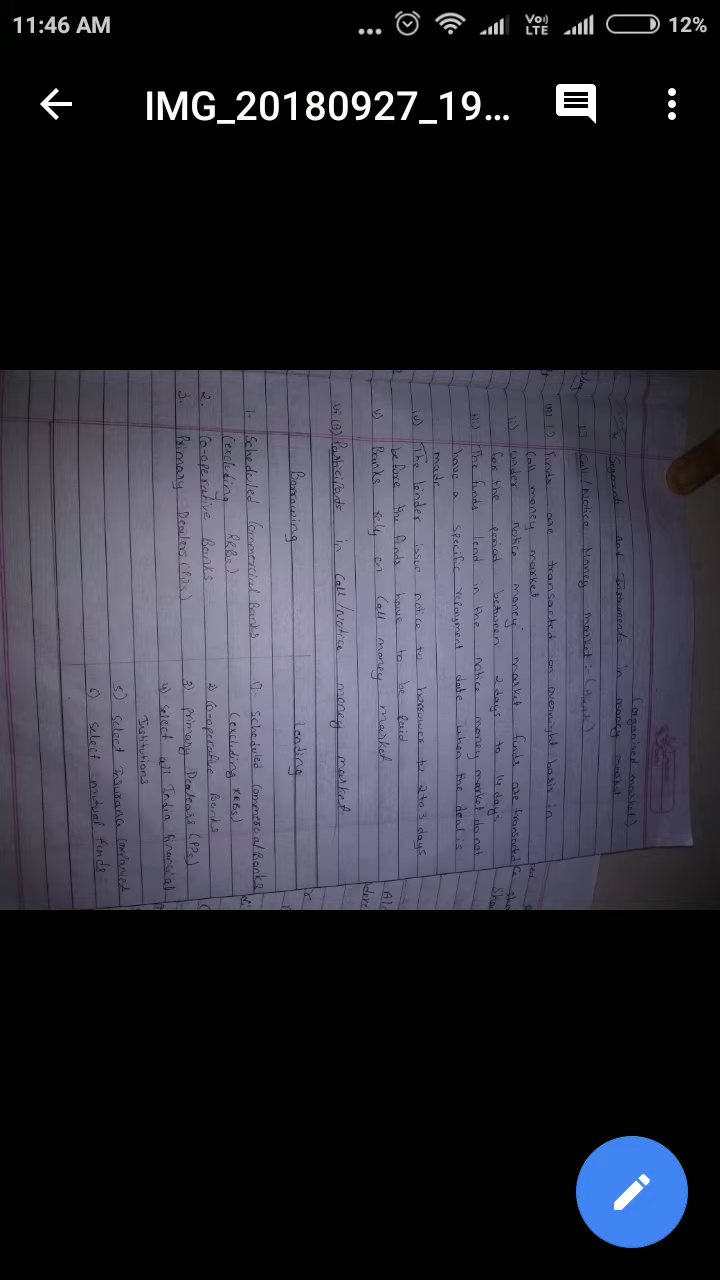 11:46 AM
Vo) LTE
12%
IMG_20180927_19...
(organised market)
Segments And Instruments in money market
1) Call/Notice Money market:- (Bank)
i) Funds are transacted on overnight basis in
Call money market
ii) under notice money market funds are transacted
for the period between 2 days to 14 days
iii) The funds lend in the notice money market do not
have a specific repayment date when the deal is
made
iv) The lender issue notice to borrower to 2 to 3 days
before the funds have to be paid
v) Banks rely on call money market
Participants in Call/Notice money market
Borrowing
1. Scheduled Commercial Banks
(excluding RRBs)
2. Co-operative Banks
3. Primary Dealers (PDs)
Lending
1) Scheduled Commercial Banks
(excluding RRBs)
2) Co-operative Banks
3) Primary Dealears (PDs)
4) Select all India financial
Institutions
5) Select Insurance Companies
6) Select mutual funds